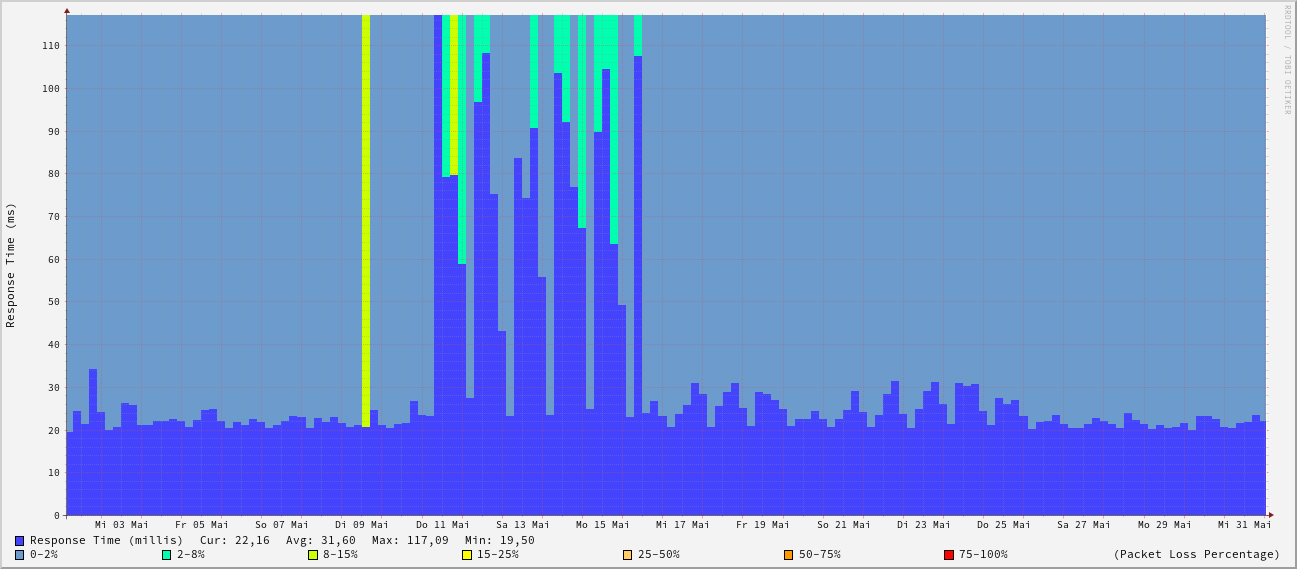 RRDTOOL / TOBI OETIKER
Response Time (ms)
110
100
90
80
70
60
50
40
30
20
10
0
Mi 03 Mai Fr 05 Mai So 07 Mai Di 09 Mai Do 11 Mai Sa 13 Mai Mo 15 Mai Mi 17 Mai Fr 19 Mai So 21 Mai Di 23 Mai Do 25 Mai Sa 27 Mai Mo 29 Mai Mi 31 Mai
Response Time (millis) Cur: 22,16 Avg: 31,60 Max: 117,09 Min: 19,50
0-2% 2-8% 8-15% 15-25% 25-50% 50-75% 75-100% (Packet Loss Percentage)